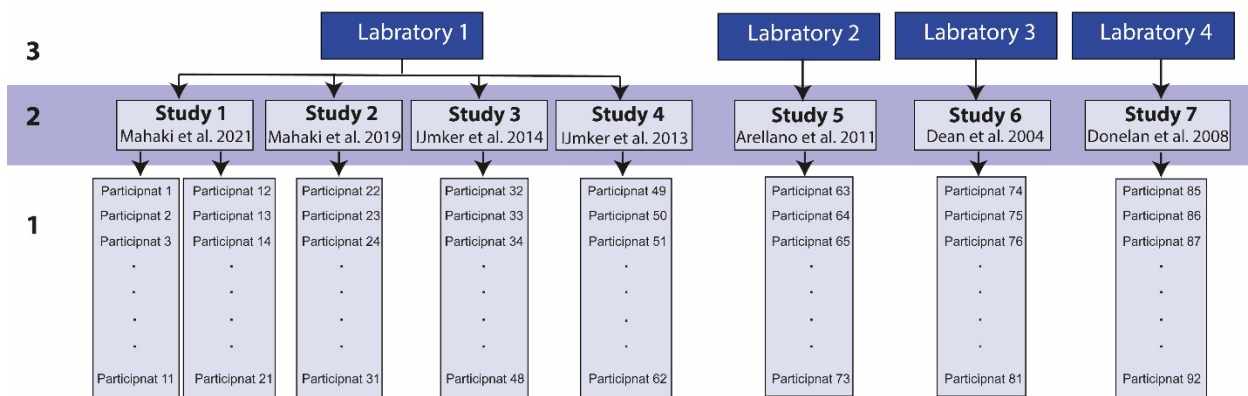 3
Labratory 1
Labratory 2
Labratory 3
Labratory 4
2
Study 1
Mahaki et al. 2021
Study 2
Mahaki et al. 2019
Study 3
IJmker et al. 2014
Study 4
IJmker et al. 2013
Study 5
Arellano et al. 2011
Study 6
Dean et al. 2004
Study 7
Donelan et al. 2008
1
Participnat 1
Participnat 2
Participnat 3
.
.
.
.
Participnat 11
Participnat 12
Participnat 13
Participnat 14
.
.
.
.
Participnat 21
Participnat 22
Participnat 23
Participnat 24
.
.
.
.
Participnat 31
Participnat 32
Participnat 33
Participnat 34
.
.
.
.
Participnat 48
Participnat 49
Participnat 50
Participnat 51
.
.
.
.
Participnat 62
Participnat 63
Participnat 64
Participnat 65
.
.
.
.
Participnat 73
Participnat 74
Participnat 75
Participnat 76
.
.
.
.
Participnat 81
Participnat 85
Participnat 86
Participnat 87
.
.
.
.
Participnat 92